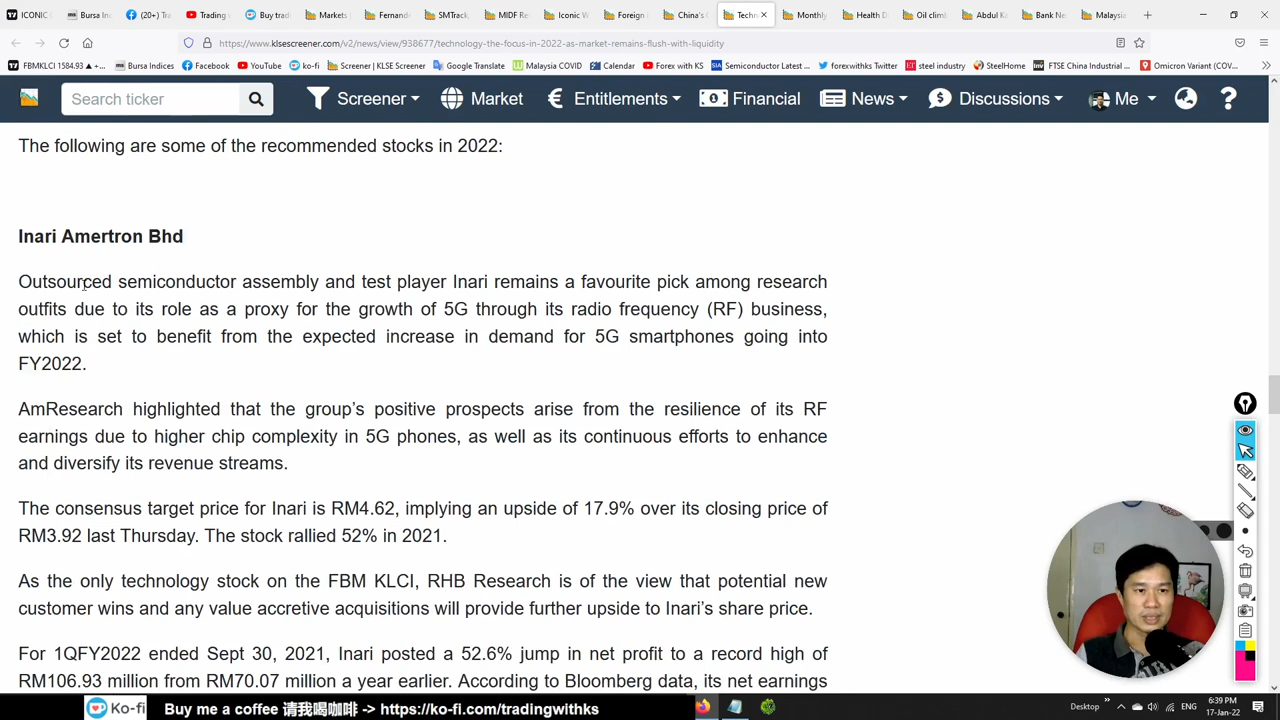 ICONIC
Bu
(20+) Tra
Trading v
Buy tradi
Markets |
Fernande
SMTrack,
MIDF Re
Iconic W
Foreign F
China's G
Techn
Monthly
Health D
Oil climb
Abdul Ka
Bank Ne
Malaysia
https://www.klsescreener.com/v2/news/view/938677/technology-the-focus-in-2022-as-market-remains-flush-with-liquidity
FBMKLCI 1584.93 ▲ +...
Bursa Indices
Facebook
YouTube
ko-fi
Screener | KLSE Screener
Google Translate
Malaysia COVID
Calendar
Forex with KS
Semiconductor Latest ...
forexwithks Twitter
steel industry
SteelHome
FTSE China Industrial ...
Omicron Variant (COV...
Search ticker
Screener
Market
Entitlements
Financial
News
Discussions
Me
The following are some of the recommended stocks in 2022:
Inari Amertron Bhd
Outsourced semiconductor assembly and test player Inari remains a favourite pick among research
outfits due to its role as a proxy for the growth of 5G through its radio frequency (RF) business,
which is set to benefit from the expected increase in demand for 5G smartphones going into
FY2022.
AmResearch highlighted that the group's positive prospects arise from the resilience of its RF
earnings due to higher chip complexity in 5G phones, as well as its continuous efforts to enhance
and diversify its revenue streams.
The consensus target price for Inari is RM4.62, implying an upside of 17.9% over its closing price of
RM3.92 last Thursday. The stock rallied 52% in 2021.
As the only technology stock on the FBM KLCI, RHB Research is of the view that potential new
customer wins and any value accretive acquisitions will provide further upside to Inari's share price.
For 1QFY2022 ended Sept 30, 2021, Inari posted a 52.6% jump in net profit to a record high of
RM106.93 million from RM70.07 million a year earlier. According to Bloomberg data, its net earnings
Ko-fi
Buy me a coffee 请我喝咖啡 -> https://ko-fi.com/tradingwithks
Desktop
ENG
6:39 PM
17-Jan-22